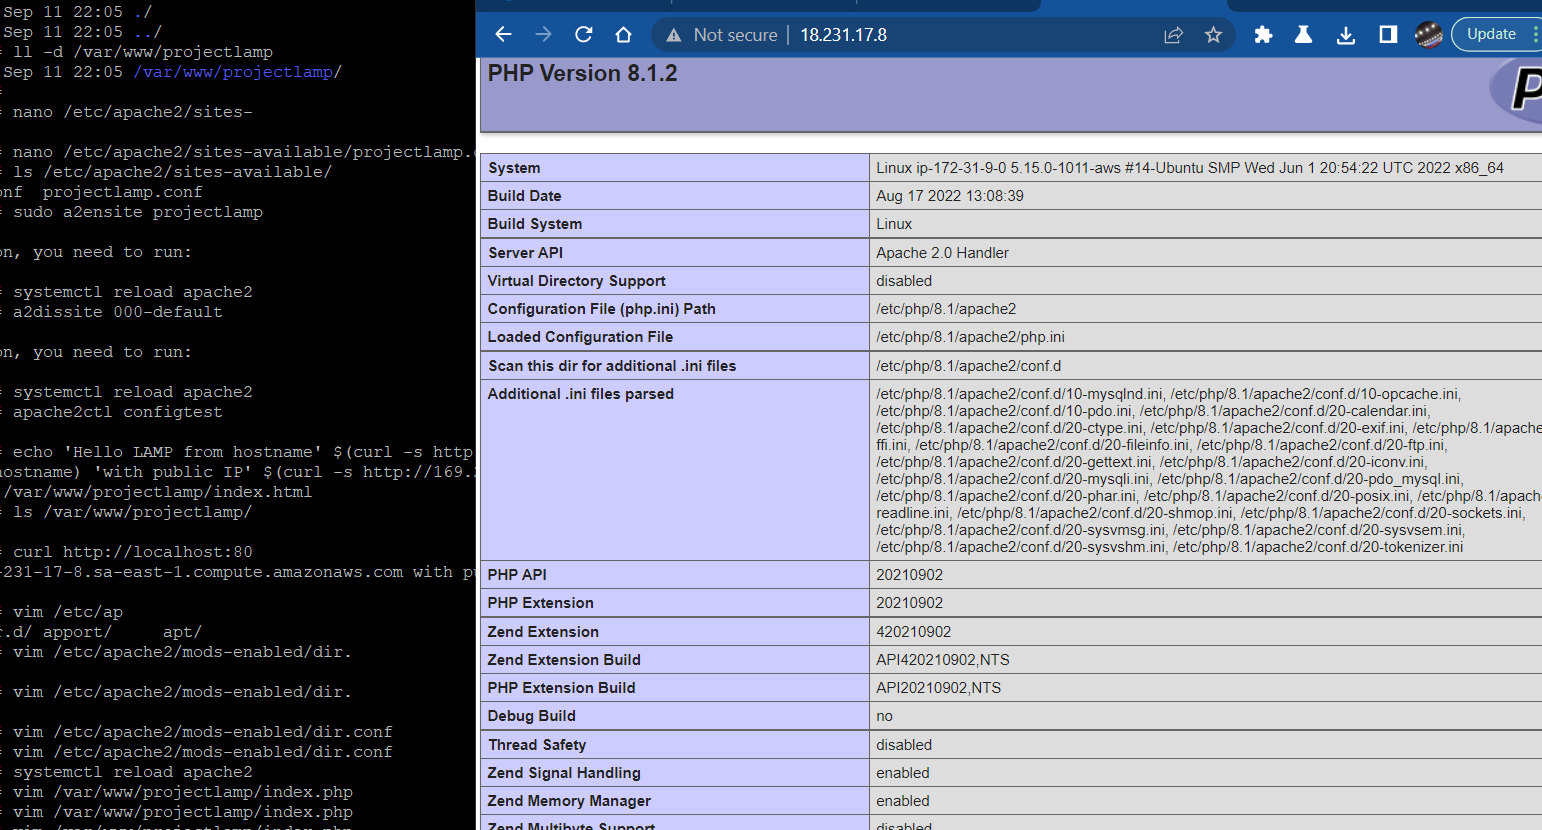 Sep 11 22:05 ./
Sep 11 22:05 ../
ll -d /var/www/projectlamp
Sep 11 22:05 /var/www/projectlamp/
nano /etc/apache2/sites-
nano /etc/apache2/sites-available/projectlamp.
ls /etc/apache2/sites-available/
onf projectlamp.conf
sudo a2ensite projectlamp
on, you need to run:
systemctl reload apache2
a2dissite 000-default
on, you need to run:
systemctl reload apache2
apache2ctl configtest
echo 'Hello LAMP from hostname' $(curl -s http
hostname) 'with public IP' $(curl -s http://169.
/var/www/projectlamp/index.html
ls /var/www/projectlamp/
curl http://localhost:80
-231-17-8.sa-east-1.compute.amazonaws.com with pu
vim /etc/ap
r.d/ apport/ apt/
vim /etc/apache2/mods-enabled/dir.
vim /etc/apache2/mods-enabled/dir.
vim /etc/apache2/mods-enabled/dir.conf
vim /etc/apache2/mods-enabled/dir.conf
systemctl reload apache2
vim /var/www/projectlamp/index.php
vim /var/www/projectlamp/index.php
vim /var/www/projectlamp/index.php
Not secure | 18.231.17.8
Update
PHP Version 8.1.2
System Linux ip-172-31-9-0 5.15.0-1011-aws #14-Ubuntu SMP Wed Jun 1 20:54:22 UTC 2022 x86_64
Build Date Aug 17 2022 13:08:39
Build System Linux
Server API Apache 2.0 Handler
Virtual Directory Support disabled
Configuration File (php.ini) Path /etc/php/8.1/apache2
Loaded Configuration File /etc/php/8.1/apache2/php.ini
Scan this dir for additional .ini files /etc/php/8.1/apache2/conf.d
Additional .ini files parsed /etc/php/8.1/apache2/conf.d/10-mysqlnd.ini, /etc/php/8.1/apache2/conf.d/10-opcache.ini,
/etc/php/8.1/apache2/conf.d/10-pdo.ini, /etc/php/8.1/apache2/conf.d/20-calendar.ini,
/etc/php/8.1/apache2/conf.d/20-ctype.ini, /etc/php/8.1/apache2/conf.d/20-exif.ini, /etc/php/8.1/apache
ffi.ini, /etc/php/8.1/apache2/conf.d/20-fileinfo.ini, /etc/php/8.1/apache2/conf.d/20-ftp.ini,
/etc/php/8.1/apache2/conf.d/20-gettext.ini, /etc/php/8.1/apache2/conf.d/20-iconv.ini,
/etc/php/8.1/apache2/conf.d/20-mysqli.ini, /etc/php/8.1/apache2/conf.d/20-pdo_mysql.ini,
/etc/php/8.1/apache2/conf.d/20-phar.ini, /etc/php/8.1/apache2/conf.d/20-posix.ini, /etc/php/8.1/apach
readline.ini, /etc/php/8.1/apache2/conf.d/20-shmop.ini, /etc/php/8.1/apache2/conf.d/20-sockets.ini,
/etc/php/8.1/apache2/conf.d/20-sysvmsg.ini, /etc/php/8.1/apache2/conf.d/20-sysvsem.ini,
/etc/php/8.1/apache2/conf.d/20-sysvshm.ini, /etc/php/8.1/apache2/conf.d/20-tokenizer.ini
PHP API 20210902
PHP Extension 20210902
Zend Extension 420210902
Zend Extension Build API420210902,NTS
PHP Extension Build API20210902,NTS
Debug Build no
Thread Safety disabled
Zend Signal Handling enabled
Zend Memory Manager enabled
Zend Multibyte Support disabled